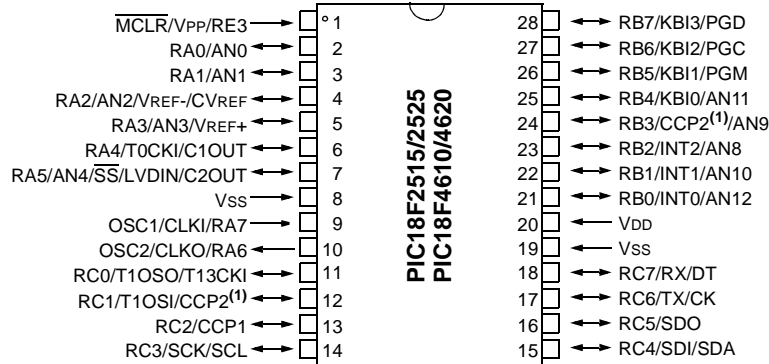 MCLR/VPP/RE3 1
RA0/AN0 2
RA1/AN1 3
RA2/AN2/VREF-/CVREF 4
RA3/AN3/VREF+ 5
RA4/T0CKI/C1OUT 6
RA5/AN4/SS/LVDIN/C2OUT 7
VSS 8
OSC1/CLKI/RA7 9
OSC2/CLKO/RA6 10
RC0/T1OSO/T13CKI 11
RC1/T1OSI/CCP2(1) 12
RC2/CCP1 13
RC3/SCK/SCL 14
PIC18F2515/2525
PIC18F4610/4620
28 RB7/KBI3/PGD
27 RB6/KBI2/PGC
26 RB5/KBI1/PGM
25 RB4/KBI0/AN11
24 RB3/CCP2(1)/AN9
23 RB2/INT2/AN8
22 RB1/INT1/AN10
21 RB0/INT0/AN12
20 VDD
19 VSS
18 RC7/RX/DT
17 RC6/TX/CK
16 RC5/SDO
15 RC4/SDI/SDA